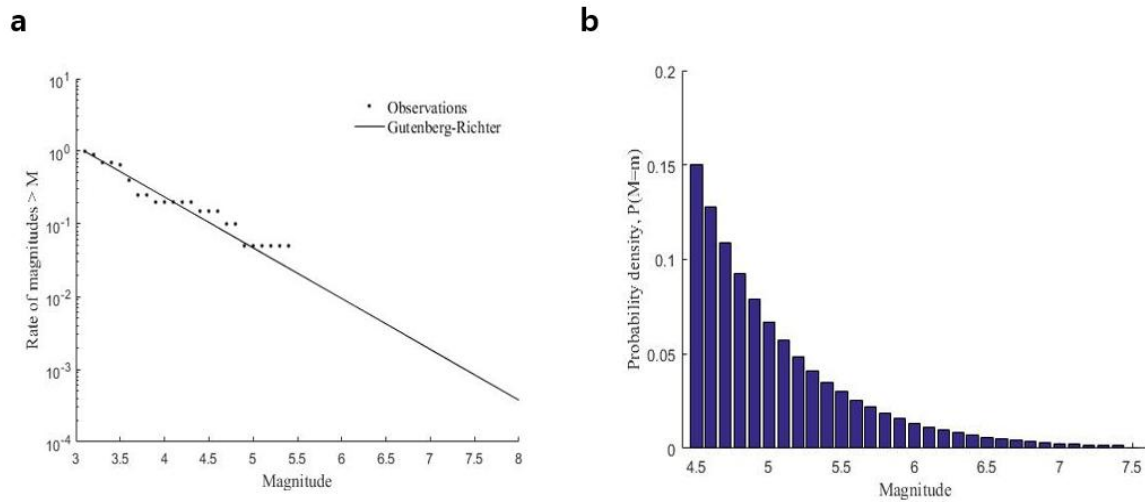 a
Rate of magnitudes > M
10¹
10⁰
10⁻¹
10⁻²
10⁻³
10⁻⁴
Observations
Gutenberg-Richter
3 3.5 4 4.5 5 5.5 6 6.5 7 7.5 8
Magnitude
b
Probability density, P(M=m)
0.2
0.15
0.1
0.05
0
4.5 5 5.5 6 6.5 7 7.5
Magnitude